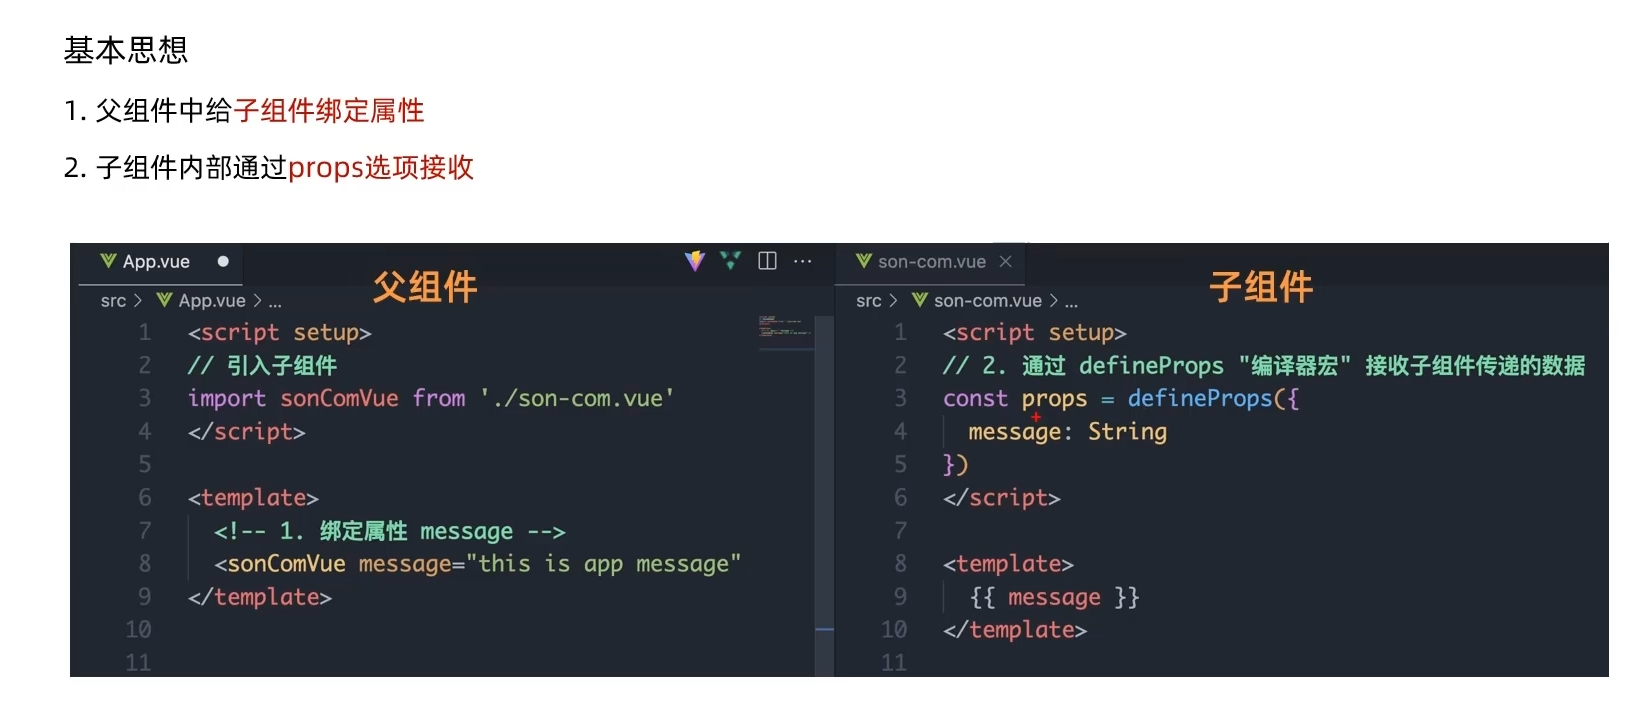 基本思想
1. 父组件中给子组件绑定属性
2. 子组件内部通过props选项接收
App.vue
父组件
src > App.vue > ...
1 <script setup>
2 // 引入子组件
3 import sonComVue from './son-com.vue'
4 </script>
5
6 <template>
7 <!-- 1. 绑定属性 message -->
8 <sonComVue message="this is app message"
9 </template>
10
11
son-com.vue
子组件
src > son-com.vue > ...
1 <script setup>
2 // 2. 通过 defineProps "编译器宏" 接收子组件传递的数据
3 const props = defineProps({
4 message: String
5 })
6 </script>
7
8 <template>
9 {{ message }}
10 </template>
11